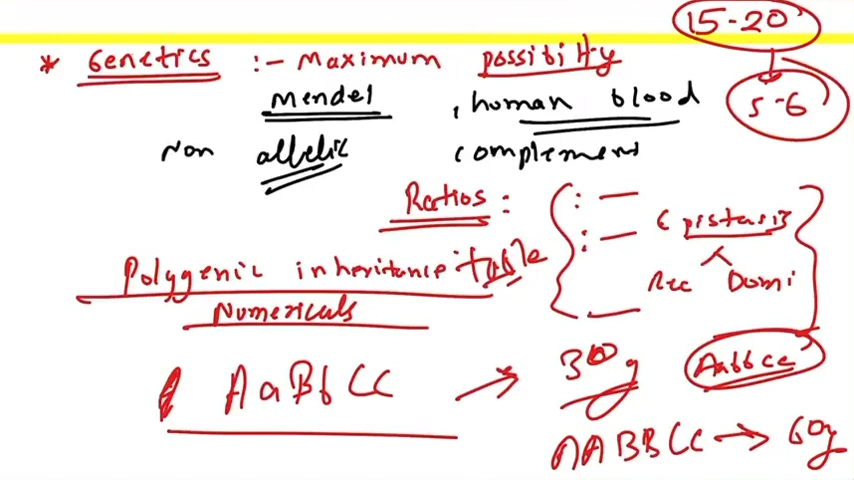 15-20
* Genetics :- Maximum possibility
Mendel , human blood
5-6
Non allelic complement
Ratios :
: —
: — Epistasis
Rec Domi
Polygenic inheritance table
Numericals
AaBbCC → 30g Aabbcc
AABBCC → 60g